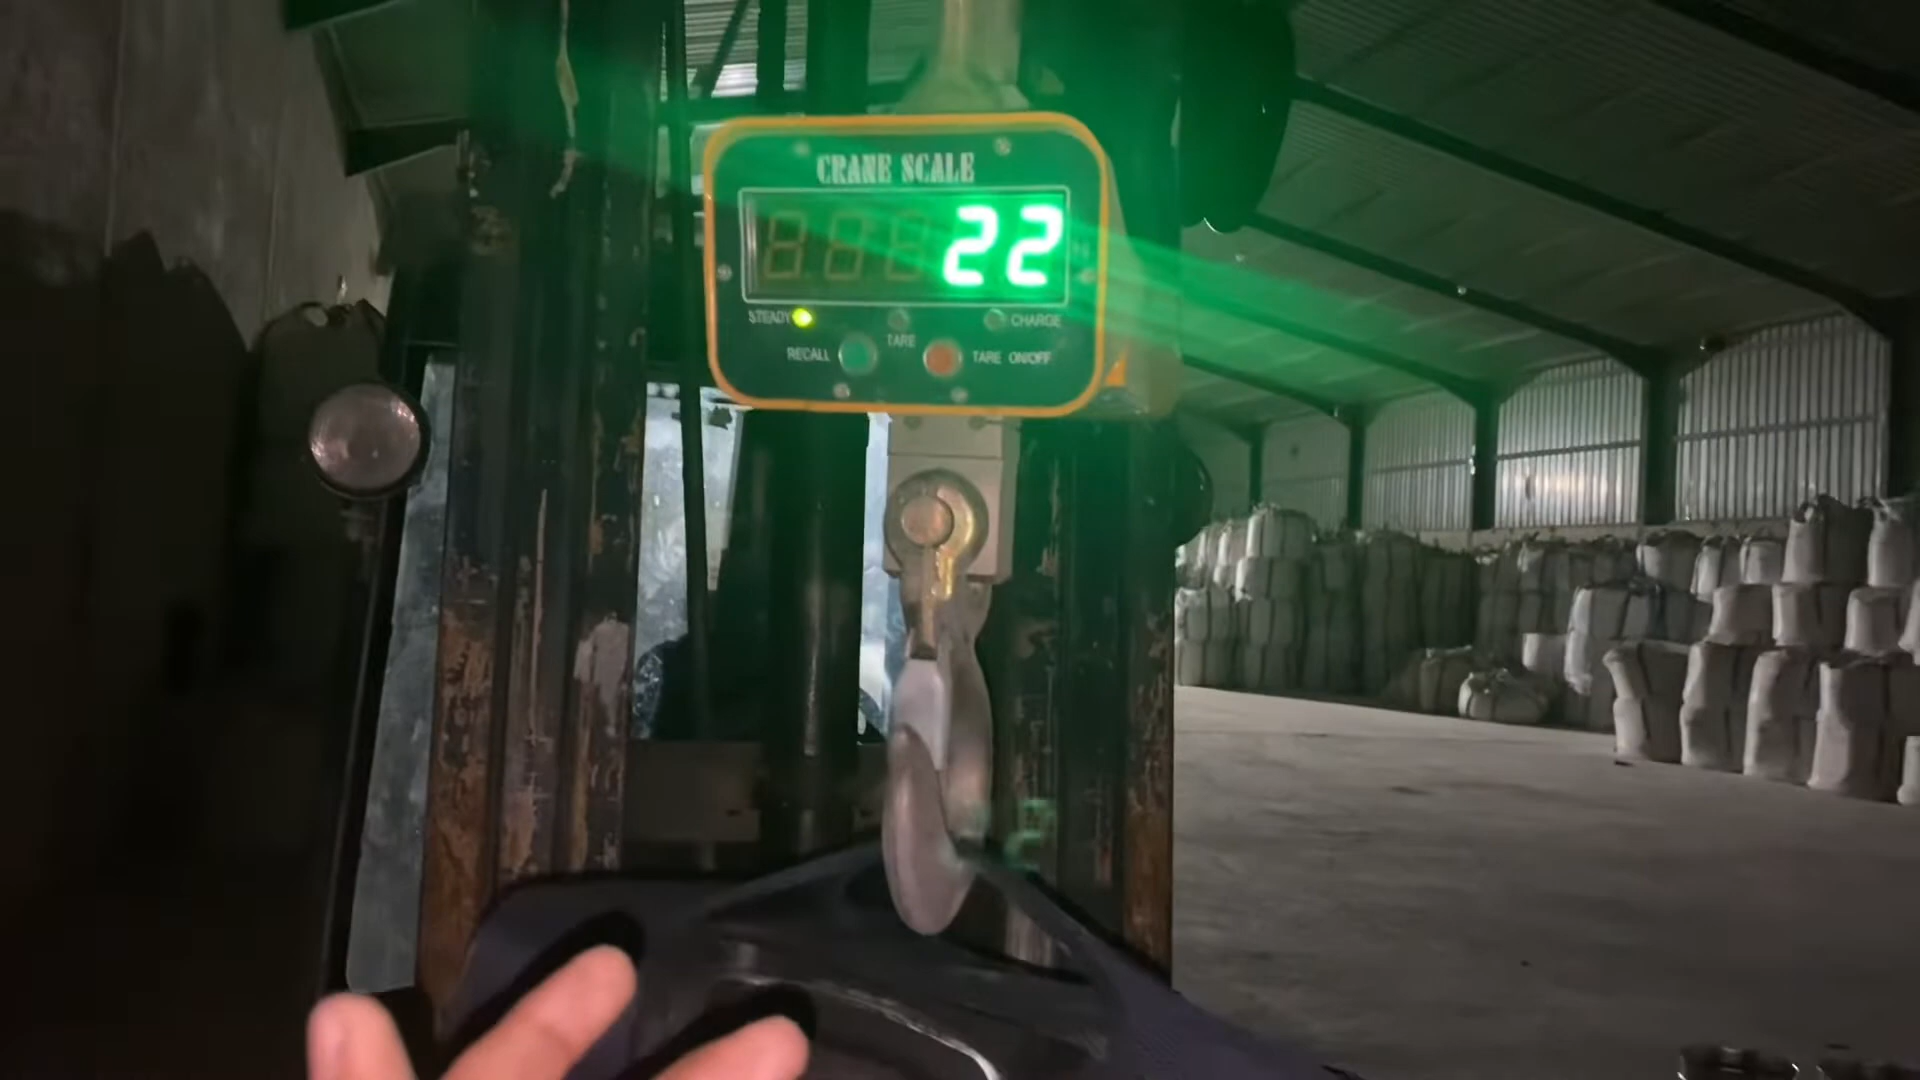 CRANE SCALE
22
STEADY
CHARGE
TARE
RECALL
TARE ON/OFF